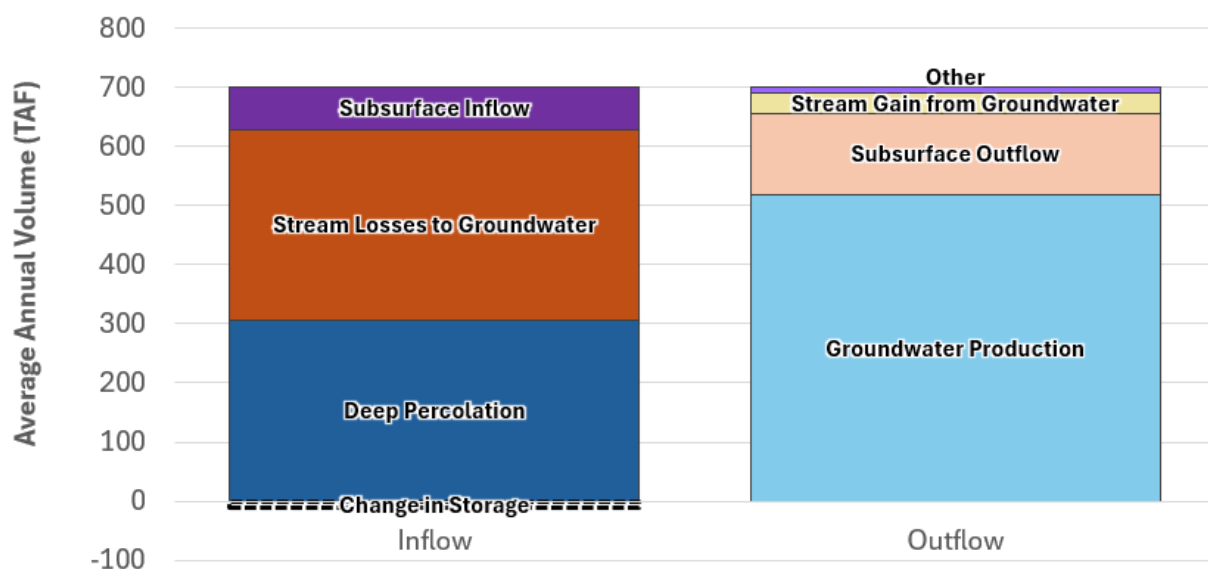 Average Annual Volume (TAF)
800
700
600
500
400
300
200
100
0
-100
Subsurface Inflow
Stream Losses to Groundwater
Deep Percolation
Change in Storage
Inflow
Other
Stream Gain from Groundwater
Subsurface Outflow
Groundwater Production
Outflow